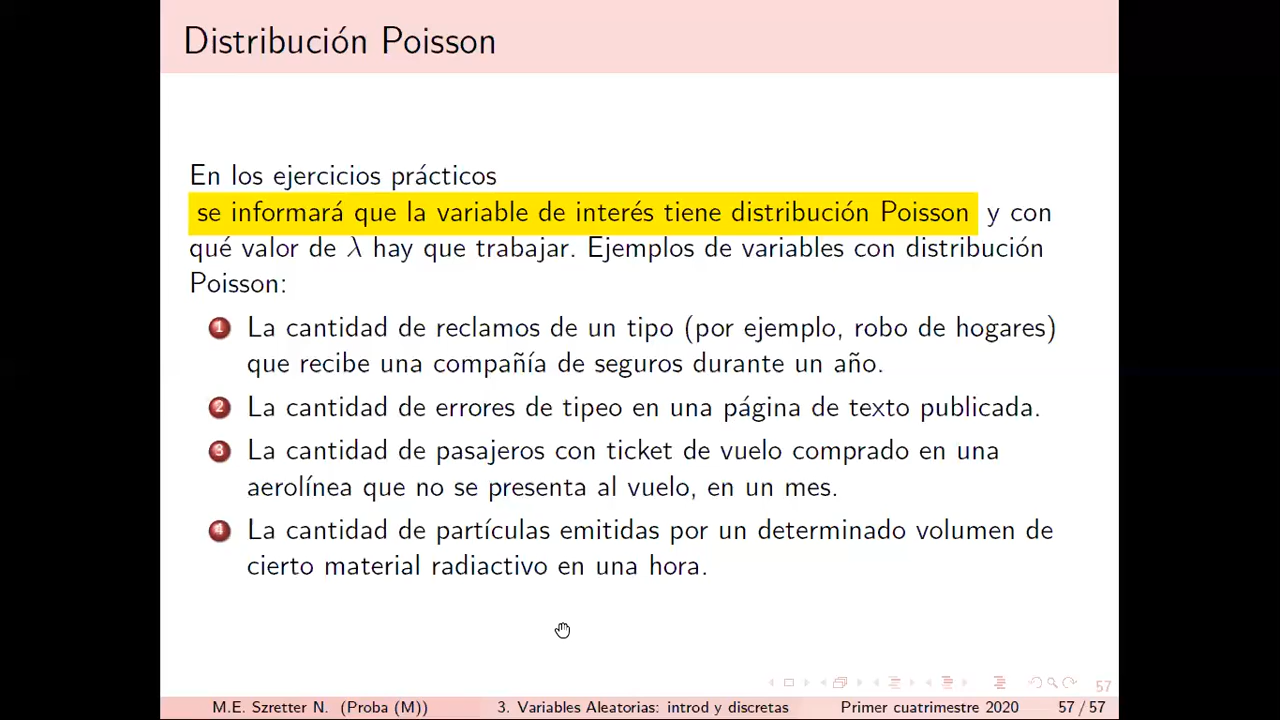 Distribución Poisson
En los ejercicios prácticos
se informará que la variable de interés tiene distribución Poisson y con
qué valor de λ hay que trabajar. Ejemplos de variables con distribución
Poisson:
1 La cantidad de reclamos de un tipo (por ejemplo, robo de hogares)
que recibe una compañía de seguros durante un año.
2 La cantidad de errores de tipeo en una página de texto publicada.
3 La cantidad de pasajeros con ticket de vuelo comprado en una
aerolínea que no se presenta al vuelo, en un mes.
4 La cantidad de partículas emitidas por un determinado volumen de
cierto material radiactivo en una hora.
57
M.E. Szretter N. (Proba (M)) 3. Variables Aleatorias: introd y discretas Primer cuatrimestre 2020 57 / 57